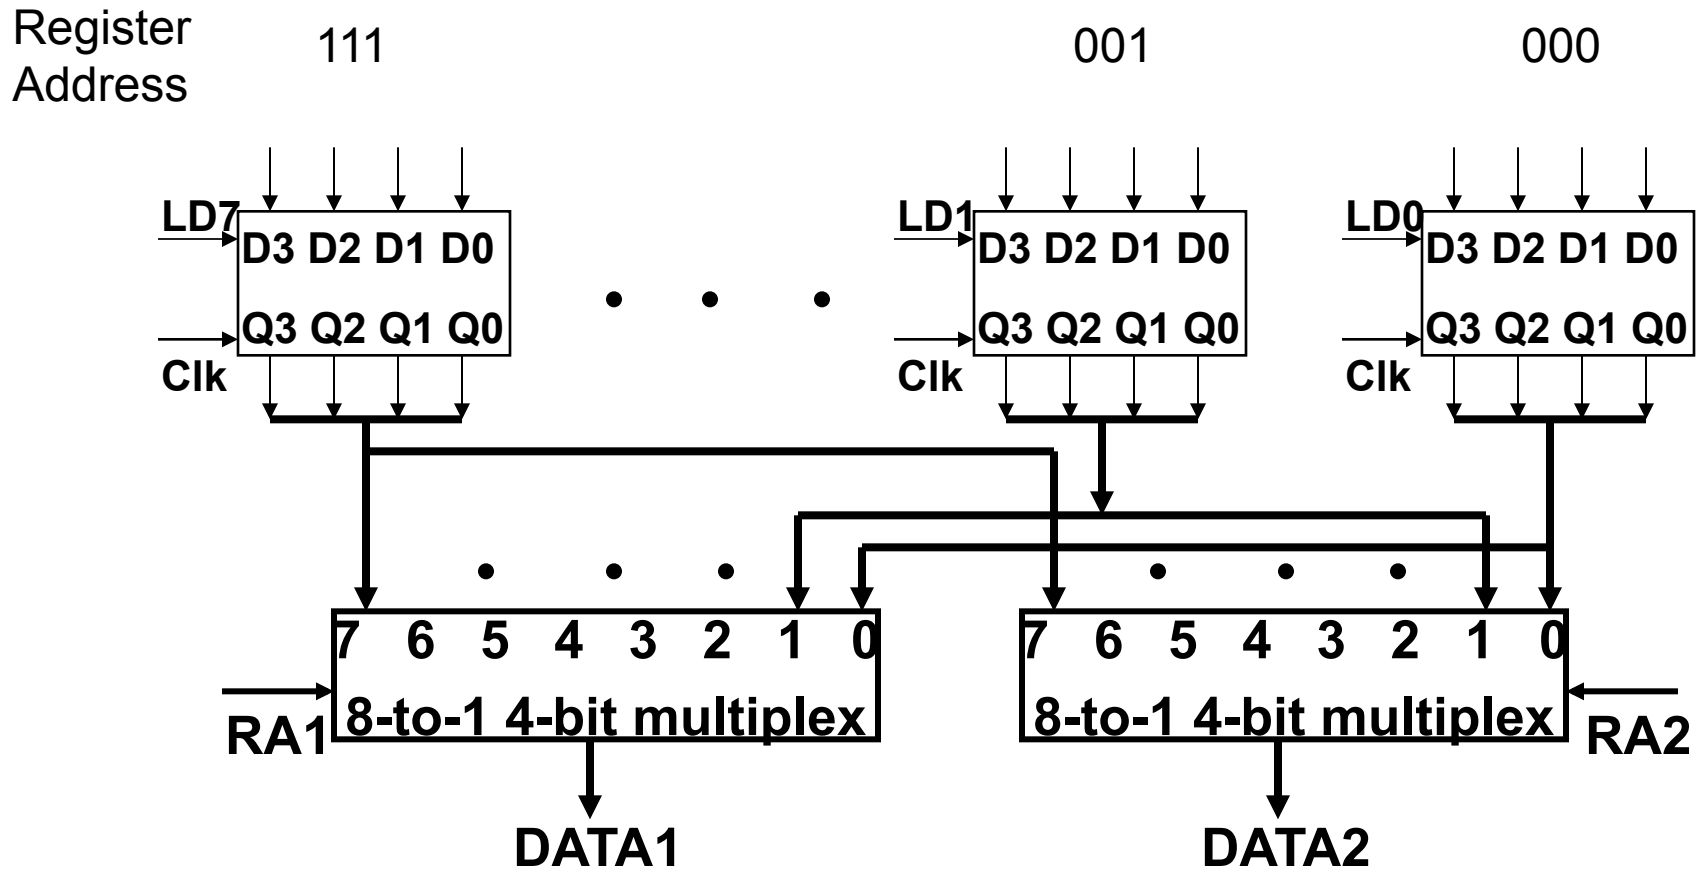 Register 111 001 000
Address
LD7 LD1 LD0
D3 D2 D1 D0 D3 D2 D1 D0 D3 D2 D1 D0
Q3 Q2 Q1 Q0 Q3 Q2 Q1 Q0 Q3 Q2 Q1 Q0
Clk Clk Clk
7 6 5 4 3 2 1 0 7 6 5 4 3 2 1 0
8-to-1 4-bit multiplex 8-to-1 4-bit multiplex
RA1 RA2
DATA1 DATA2